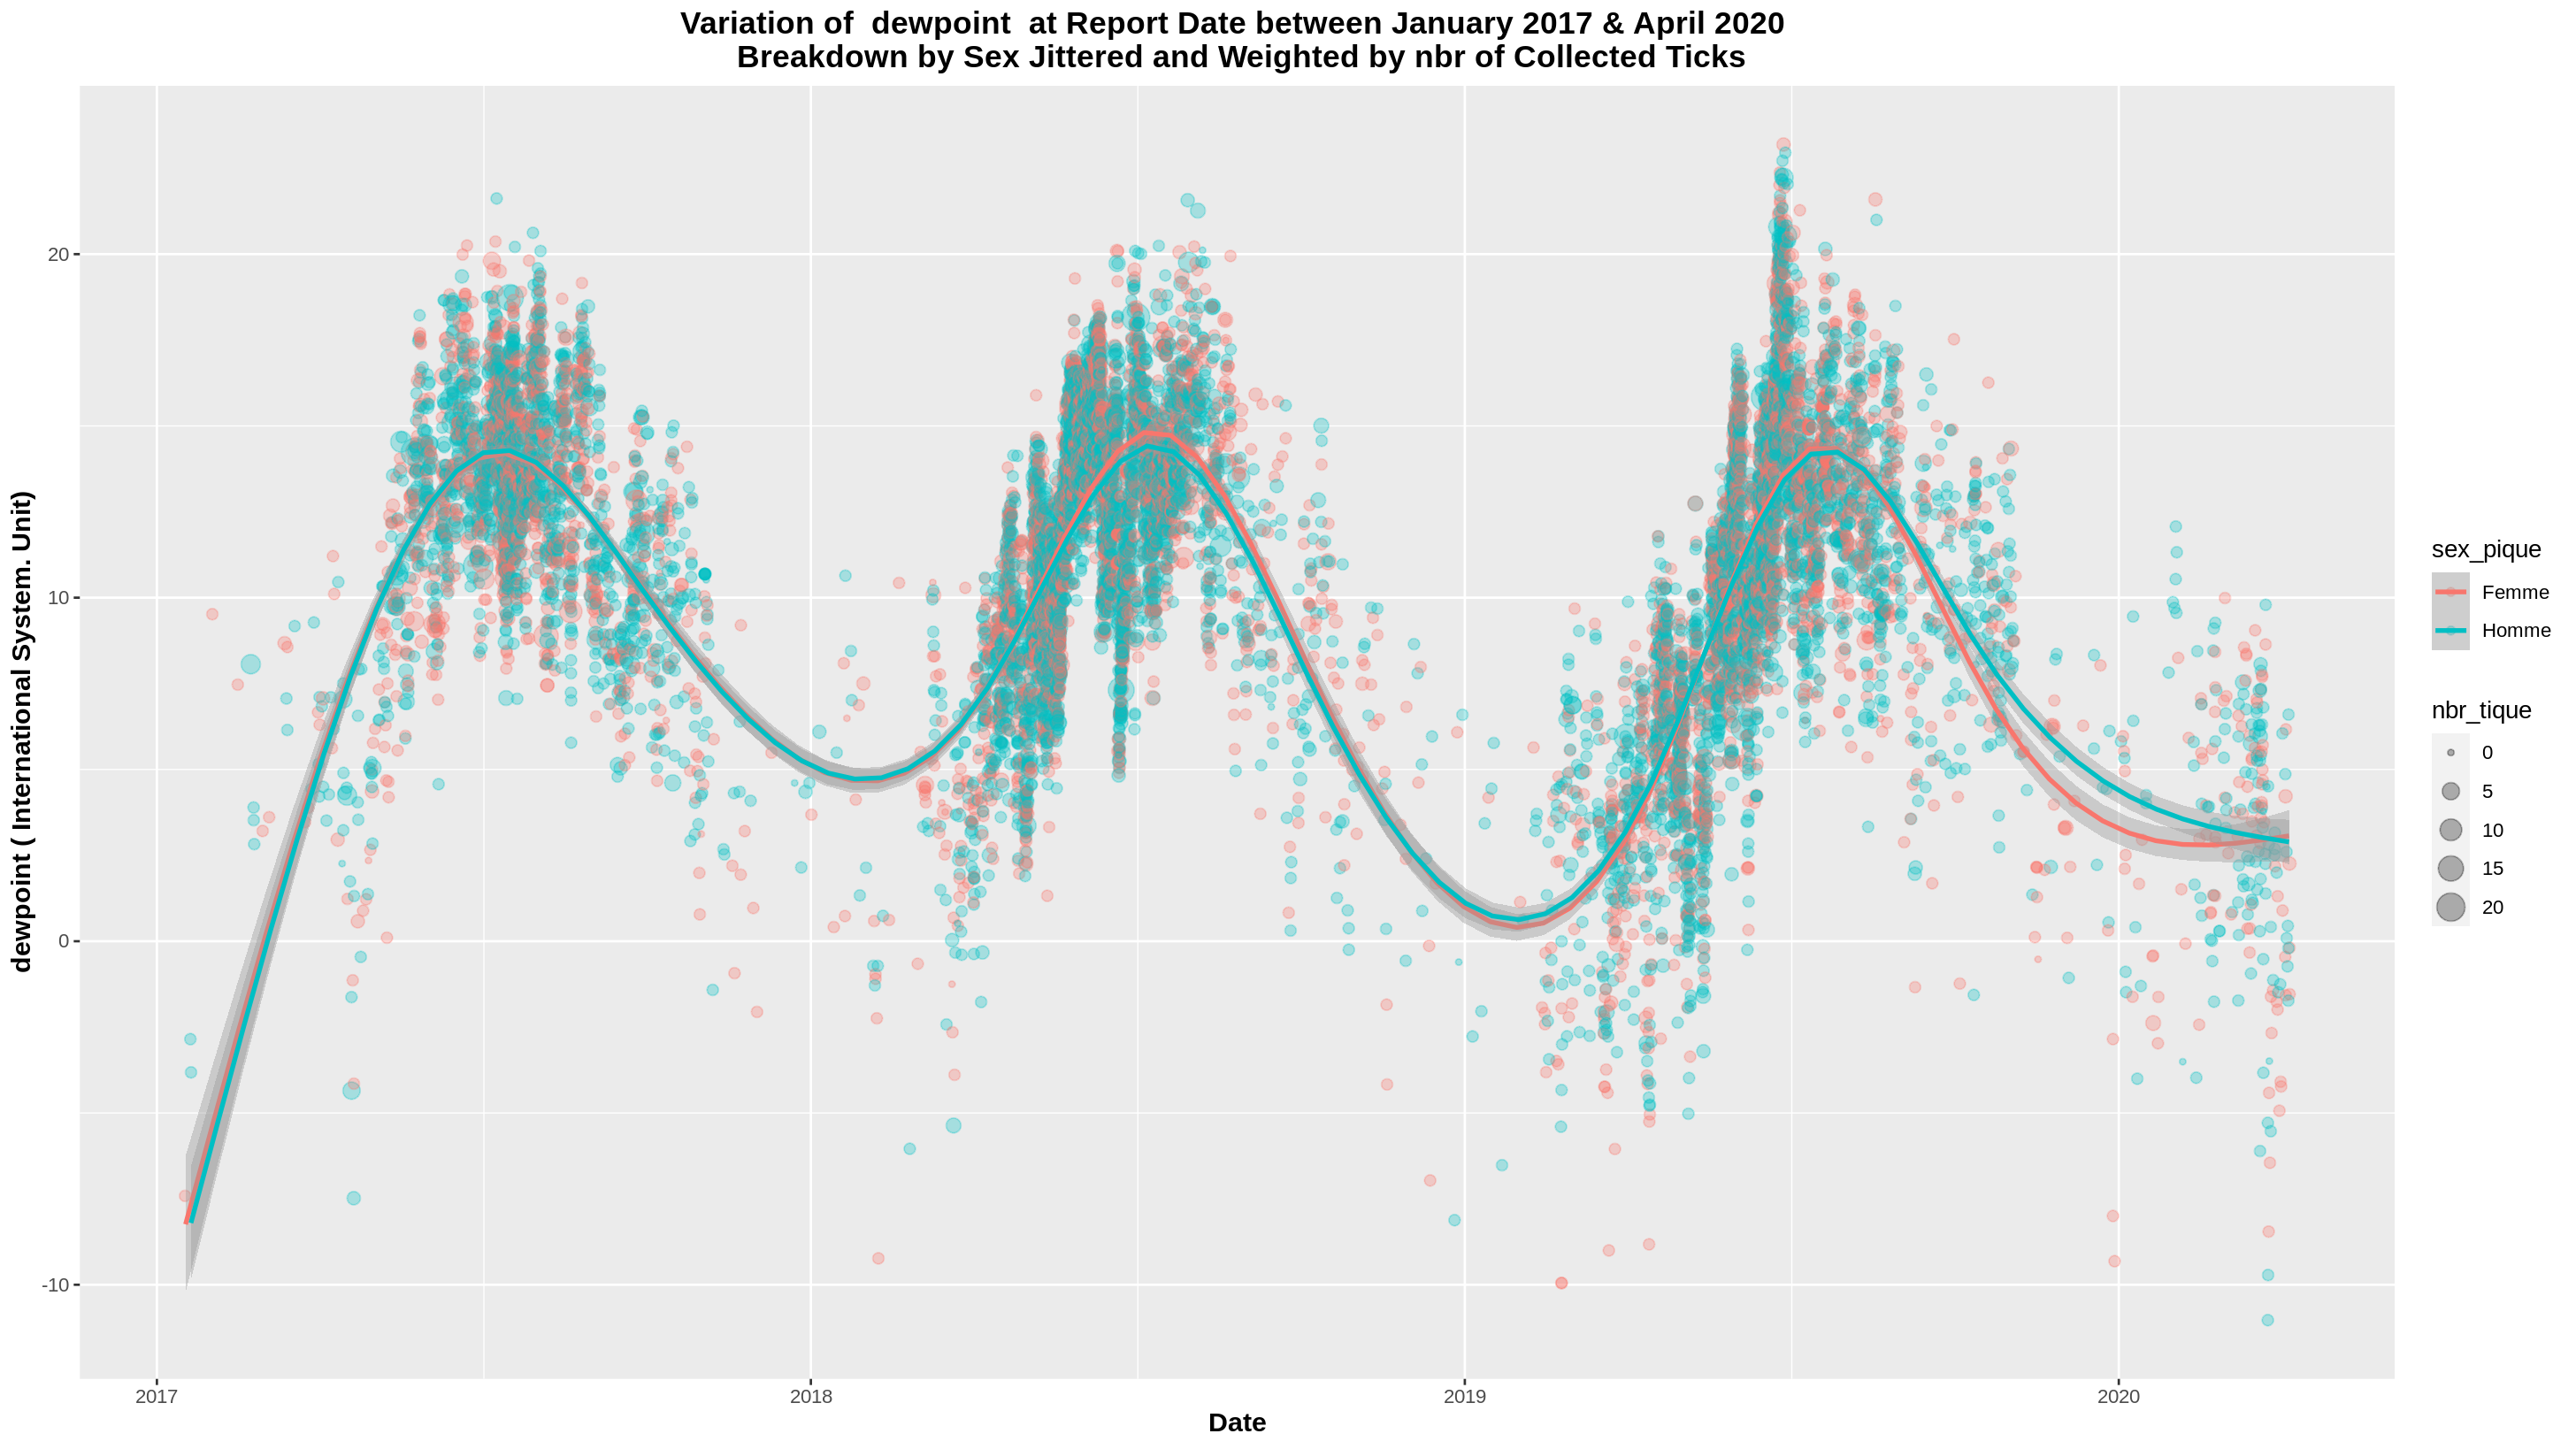 Variation of  dewpoint  at Report Date between January 2017 & April 2020
Breakdown by Sex Jittered and Weighted by nbr of Collected Ticks
dewpoint ( International System. Unit)
20
10
0
-10
2017
2018
2019
2020
Date
sex_pique
Femme
Homme
nbr_tique
0
5
10
15
20